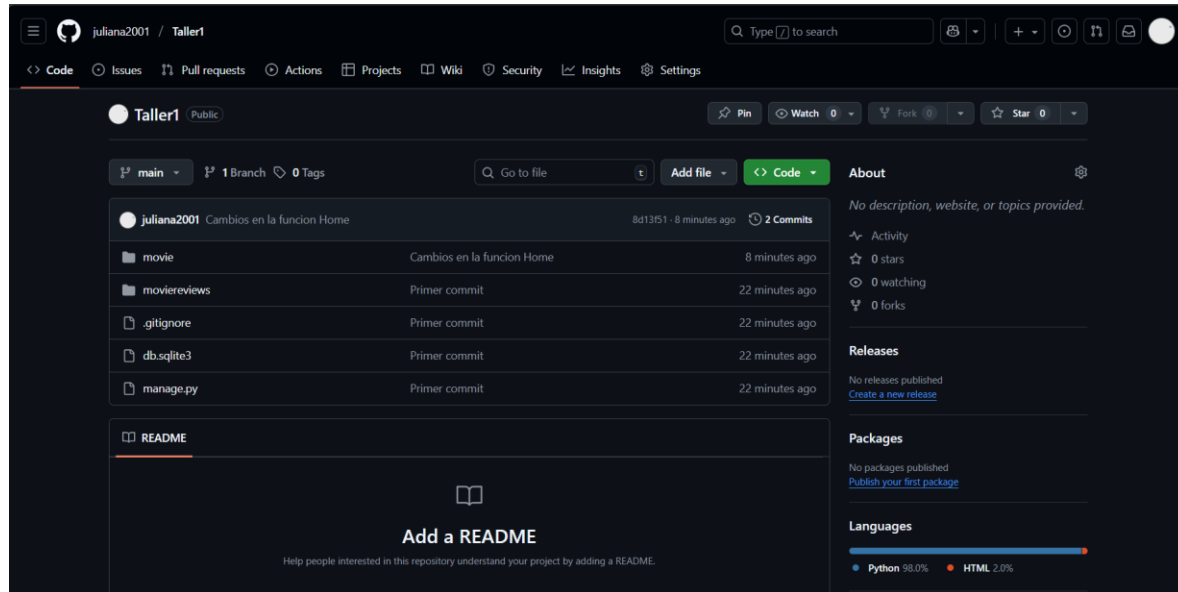 juliana2001 / Taller1
Type / to search
Code Issues Pull requests Actions Projects Wiki Security Insights Settings
Taller1 Public
Pin Watch 0 Fork 0 Star 0
main 1 Branch 0 Tags
Go to file t Add file Code
juliana2001 Cambios en la funcion Home 8d13f51 · 8 minutes ago 2 Commits
movie Cambios en la funcion Home 8 minutes ago
moviereviews Primer commit 22 minutes ago
.gitignore Primer commit 22 minutes ago
db.sqlite3 Primer commit 22 minutes ago
manage.py Primer commit 22 minutes ago
README
Add a README
Help people interested in this repository understand your project by adding a README.
About
No description, website, or topics provided.
Activity
0 stars
0 watching
0 forks
Releases
No releases published
Create a new release
Packages
No packages published
Publish your first package
Languages
Python 98.0% HTML 2.0%